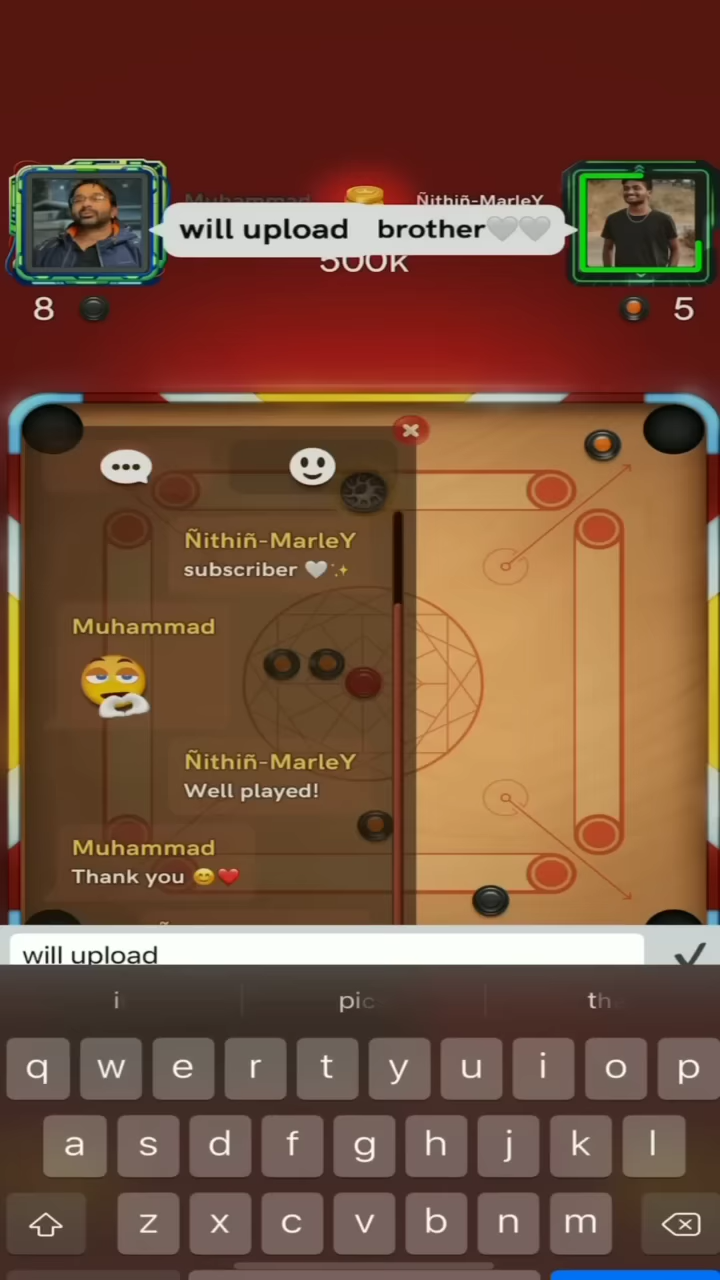 Muhammad
Ñithiñ-MarleY
will upload brother🤍🤍
500k
8
5
Ñithiñ-MarleY
subscriber 🤍✨
Muhammad
Ñithiñ-MarleY
Well played!
Muhammad
Thank you 😊❤️
will upload
i
pic
th
q w e r t y u i o p
a s d f g h j k l
z x c v b n m